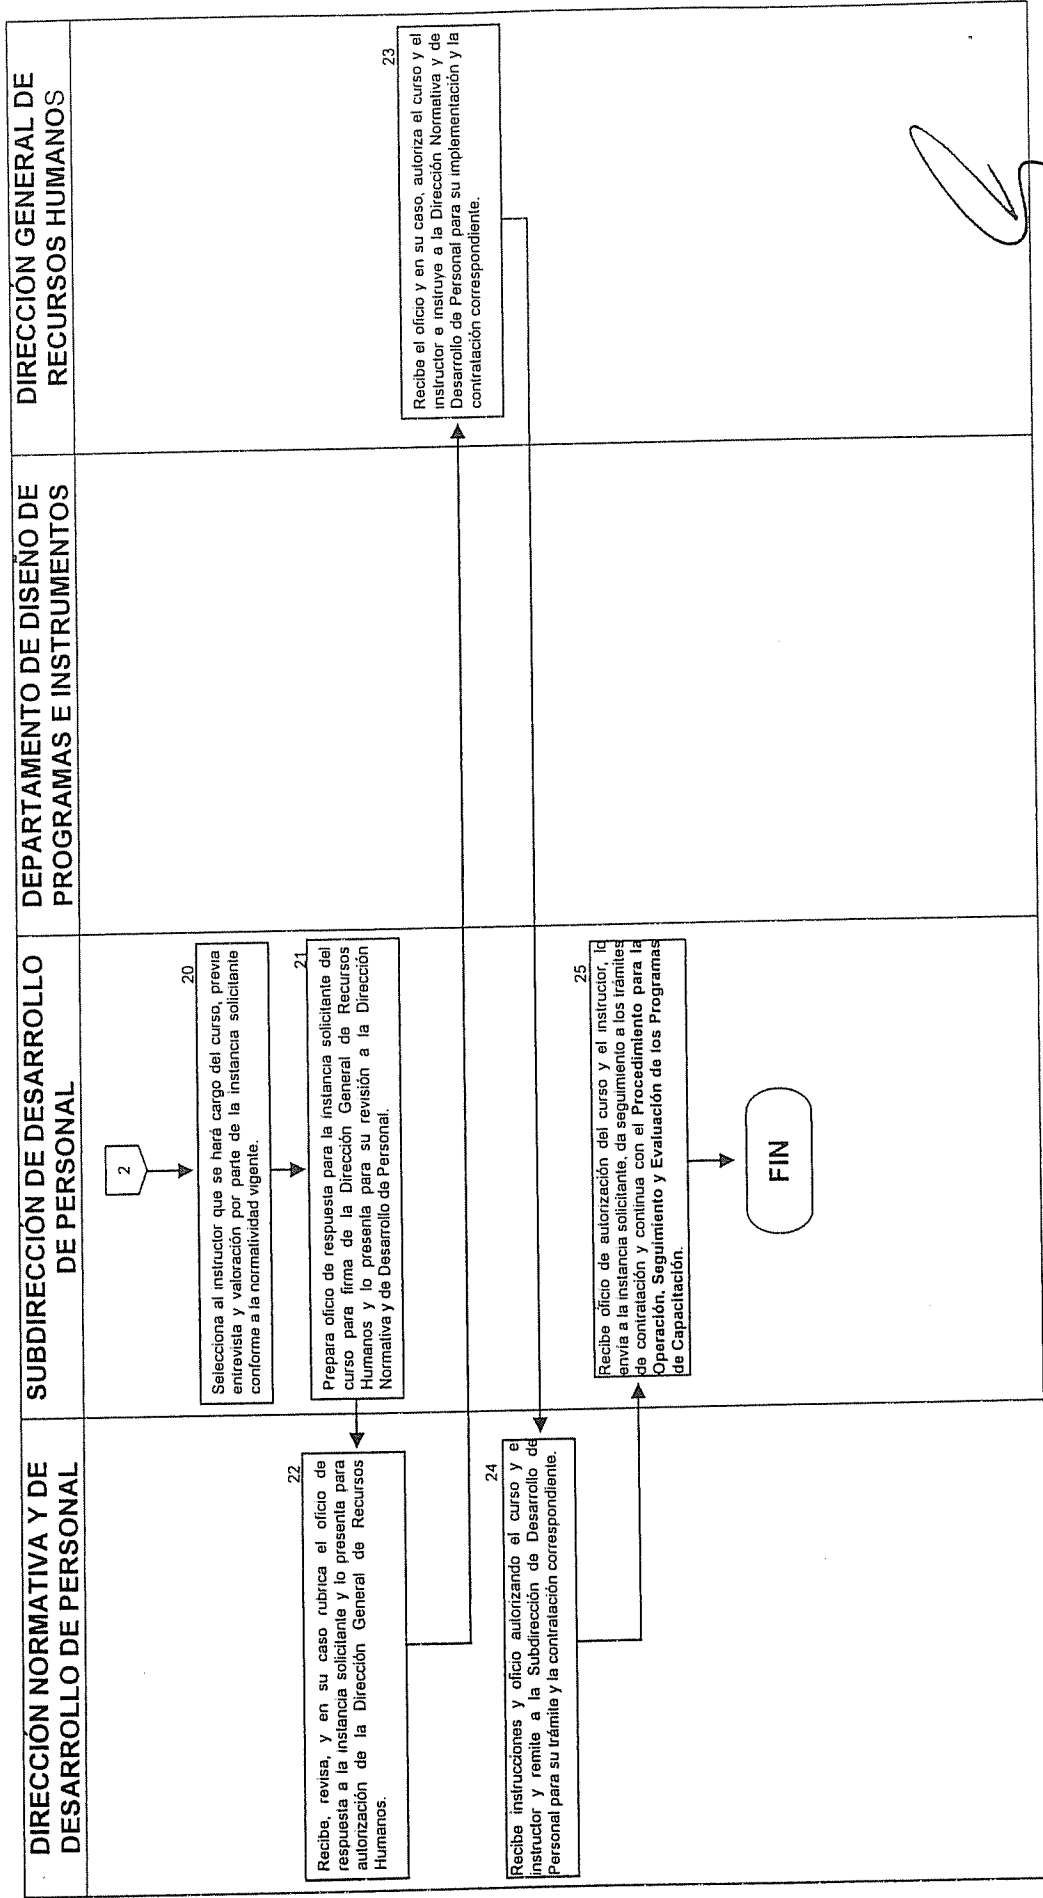 DIRECCIÓN NORMATIVA Y DE
DESARROLLO DE PERSONAL
SUBDIRECCIÓN DE DESARROLLO
DE PERSONAL
DEPARTAMENTO DE DISEÑO DE
PROGRAMAS E INSTRUMENTOS
DIRECCIÓN GENERAL DE
RECURSOS HUMANOS
2
20
Selecciona al instructor que se hará cargo del curso, previa
entrevista y valoración por parte de la instancia solicitante
conforme a la normatividad vigente.
21
Prepara oficio de respuesta para la instancia solicitante del
curso para firma de la Dirección General de Recursos
Humanos y lo presenta para su revisión a la Dirección
Normativa y de Desarrollo de Personal.
22
Recibe, revisa, y en su caso rubrica el oficio de
respuesta a la instancia solicitante y lo presenta para
autorización de la Dirección General de Recursos
Humanos.
23
Recibe el oficio y en su caso, autoriza el curso y el
instructor e instruye a la Dirección Normativa y de
Desarrollo de Personal para su implementación y la
contratación correspondiente.
24
Recibe instrucciones y oficio autorizando el curso y e
instructor y remite a la Subdirección de Desarrollo de
Personal para su trámite y la contratación correspondiente.
25
Recibe oficio de autorización del curso y el instructor, lo
envía a la instancia solicitante, da seguimiento a los trámites
de contratación y continua con el Procedimiento para la
Operación, Seguimiento y Evaluación de los Programas
de Capacitación.
FIN